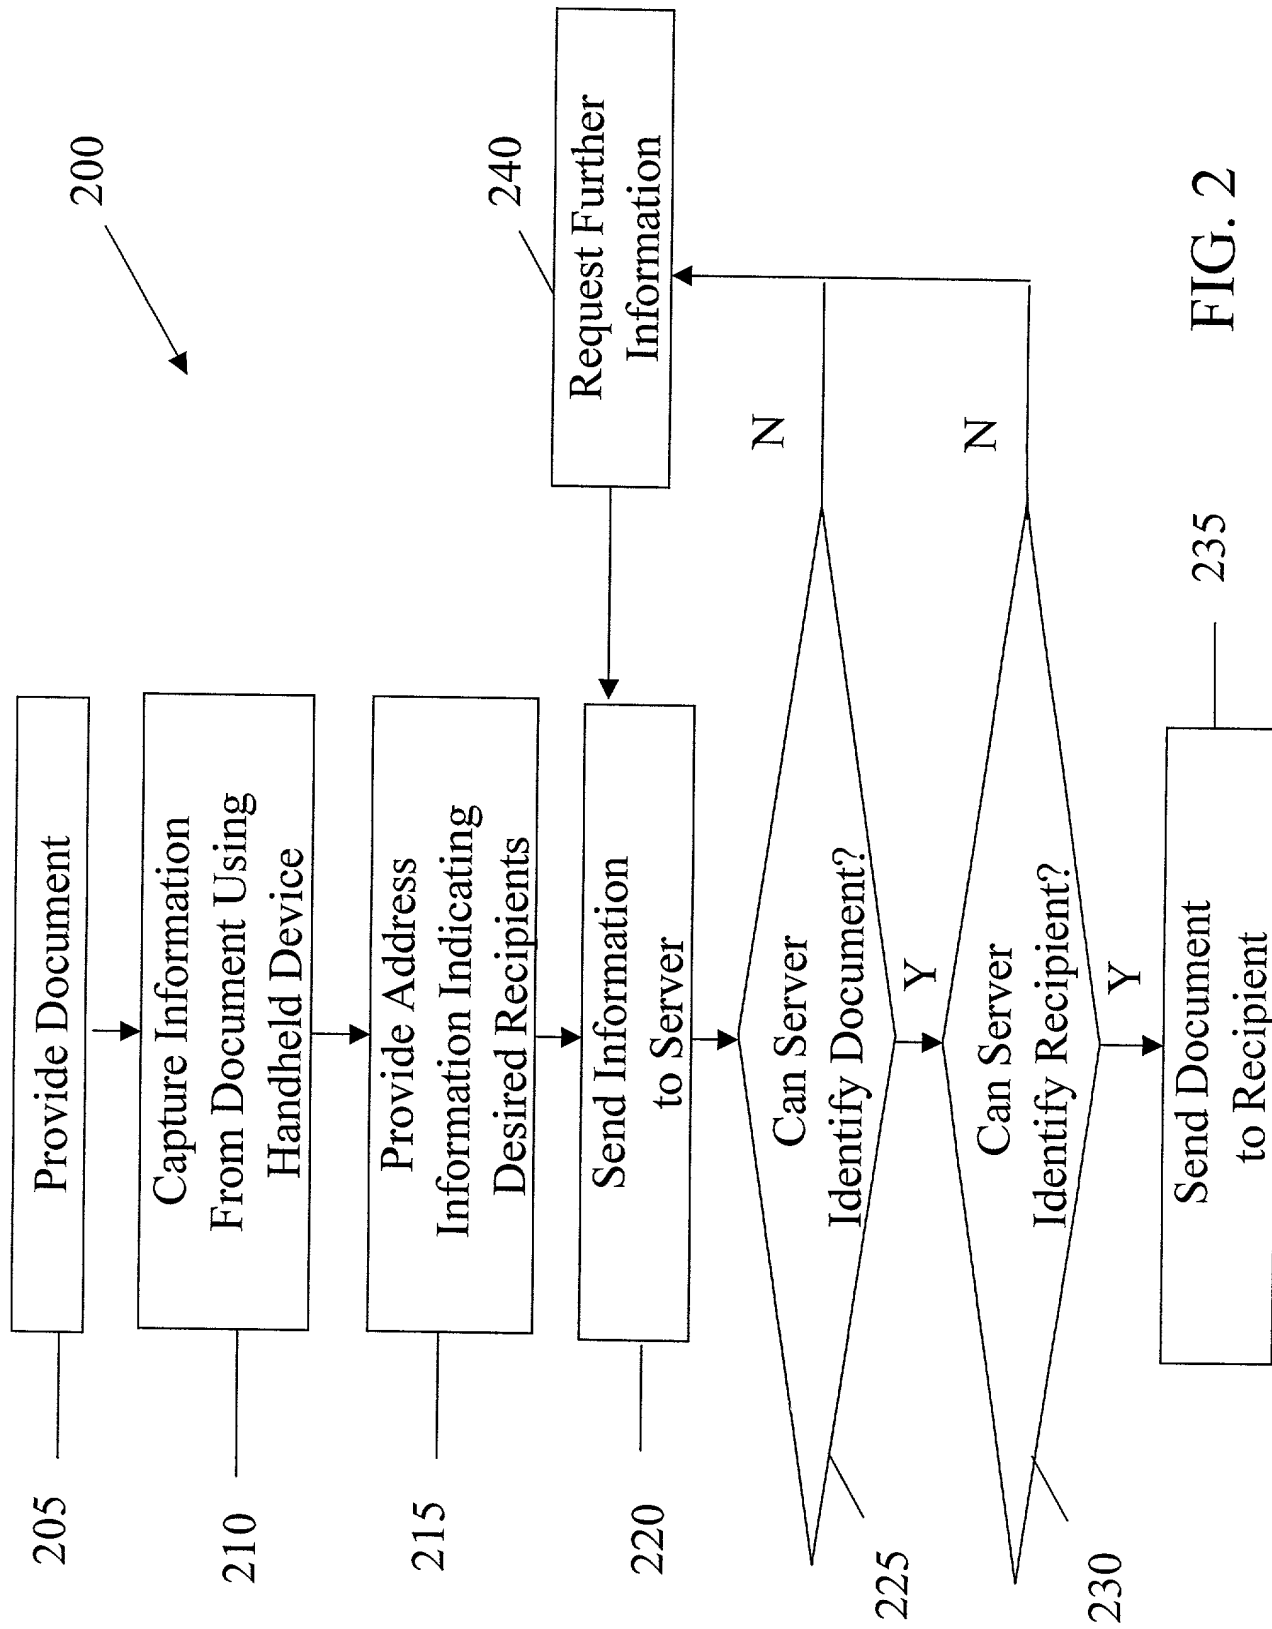 200
205
Provide Document
210
Capture Information
From Document Using
Handheld Device
215
Provide Address
Information Indicating
Desired Recipients
240
Request Further
Information
220
Send Information
to Server
225
Can Server
Identify Document?
N
Y
230
Can Server
Identify Recipient?
N
Y
235
Send Document
to Recipient
FIG. 2